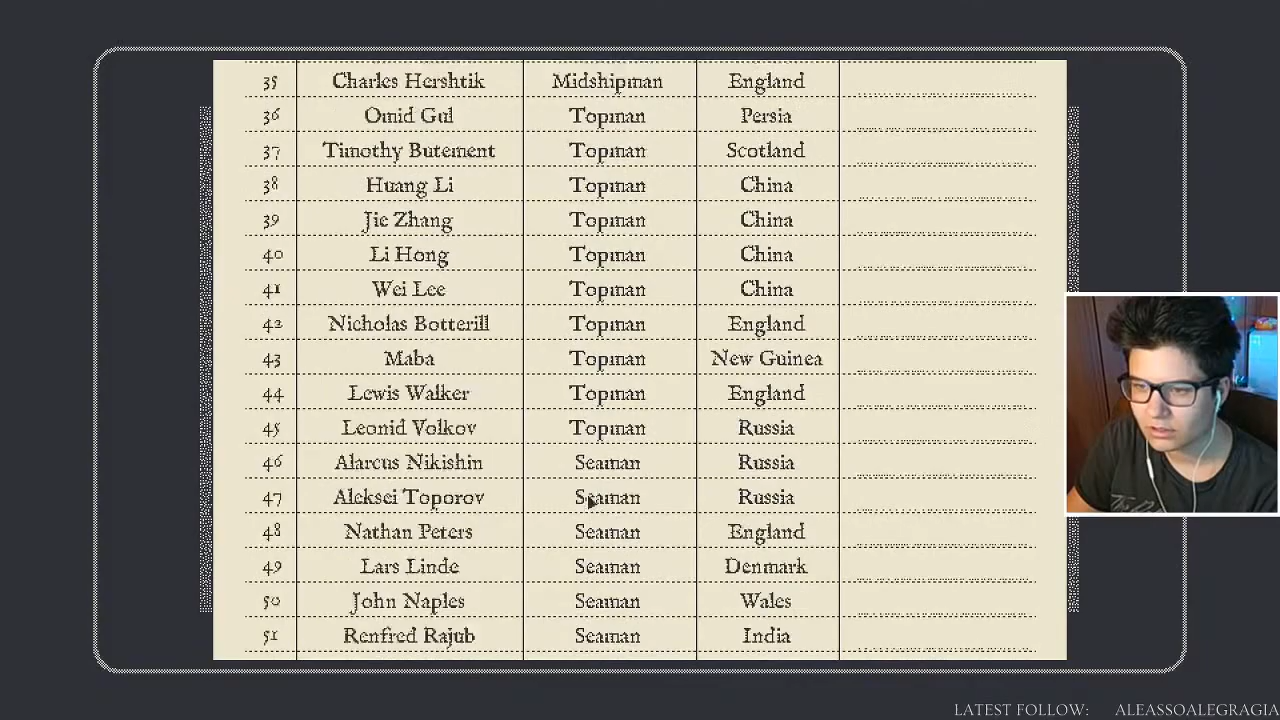 35 Charles Hershtik Midshipman England
36 Omid Gul Topman Persia
37 Timothy Butement Topman Scotland
38 Huang Li Topman China
39 Jie Zhang Topman China
40 Li Hong Topman China
41 Wei Lee Topman China
42 Nicholas Botterill Topman England
43 Maba Topman New Guinea
44 Lewis Walker Topman England
45 Leonid Volkov Topman Russia
46 Alarcus Nikishin Seaman Russia
47 Aleksei Toporov Seaman Russia
48 Nathan Peters Seaman England
49 Lars Linde Seaman Denmark
50 John Naples Seaman Wales
51 Renfred Rajub Seaman India
LATEST FOLLOW: ALEASSOALEGRAGIA